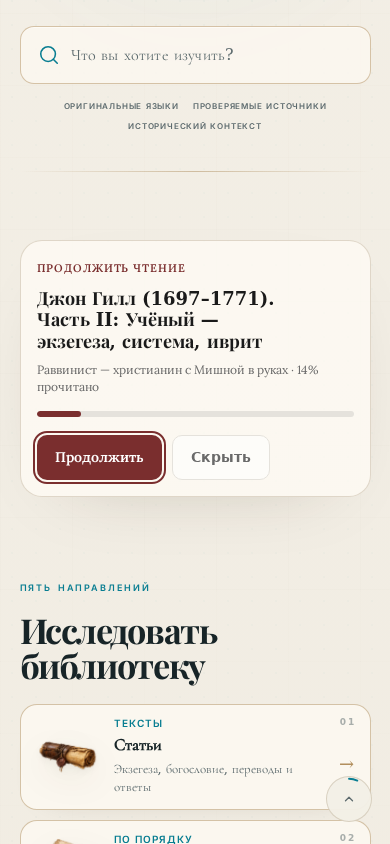 Что вы хотите изучить?
ОРИГИНАЛЬНЫЕ ЯЗЫКИ ПРОВЕРЯЕМЫЕ ИСТОЧНИКИ
ИСТОРИЧЕСКИЙ КОНТЕКСТ
ПРОДОЛЖИТЬ ЧТЕНИЕ
Джон Гилл (1697–1771).
Часть II: Учёный —
экзегеза, система, иврит
Раввинист — христианин с Мишной в руках · 14%
прочитано
Продолжить Скрыть
ПЯТЬ НАПРАВЛЕНИЙ
Исследовать
библиотеку
ТЕКСТЫ 01
Статьи
Экзегеза, богословие, переводы и →
ответы
ПО ПОРЯДКУ 02